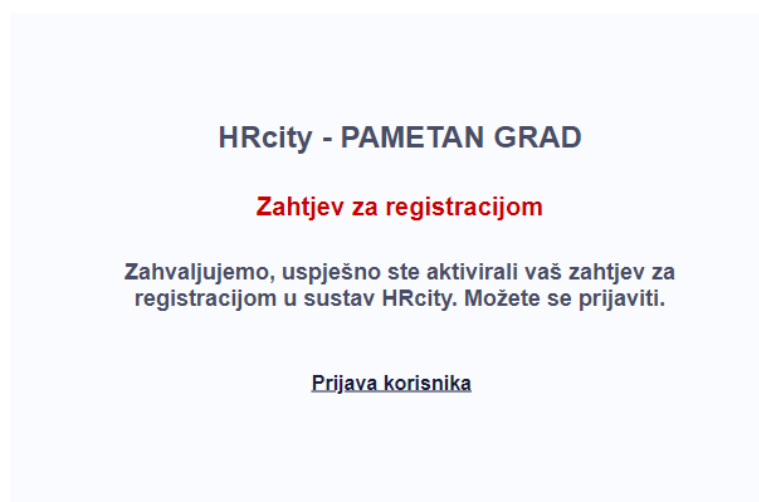 HRcity - PAMETAN GRAD
Zahtjev za registracijom
Zahvaljujemo, uspješno ste aktivirali vaš zahtjev za
registracijom u sustav HRcity. Možete se prijaviti.
Prijava korisnika